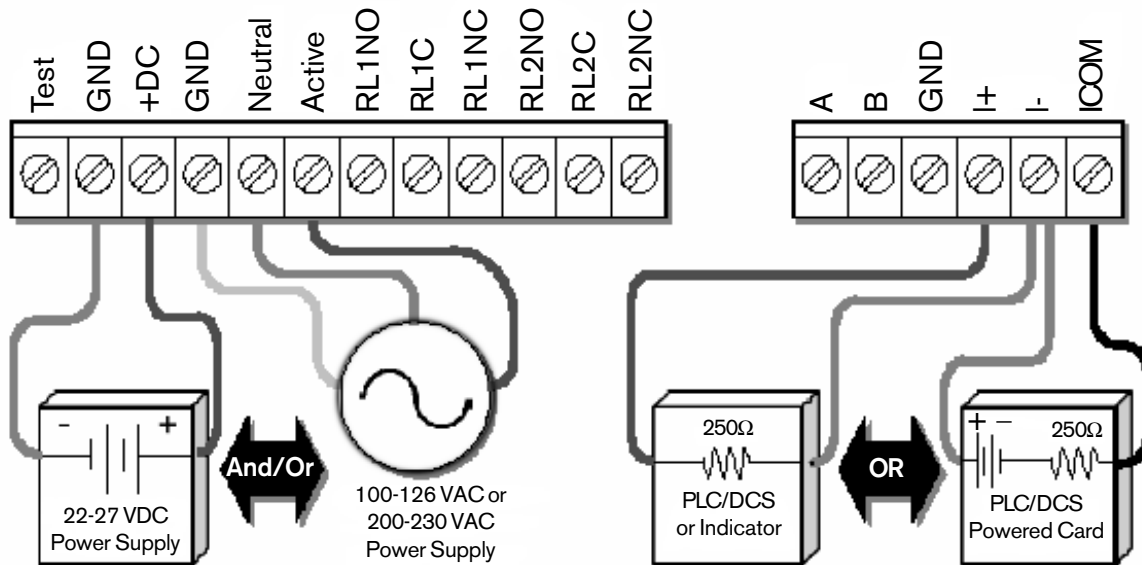 Test
GND
+DC
GND
Neutral
Active
RL1NO
RL1C
RL1NC
RL2NO
RL2C
RL2NC
A
B
GND
I+
I-
ICOM
- +
22-27 VDC
Power Supply
And/Or
100-126 VAC or
200-230 VAC
Power Supply
250Ω
PLC/DCS
or Indicator
OR
+ −
250Ω
PLC/DCS
Powered Card